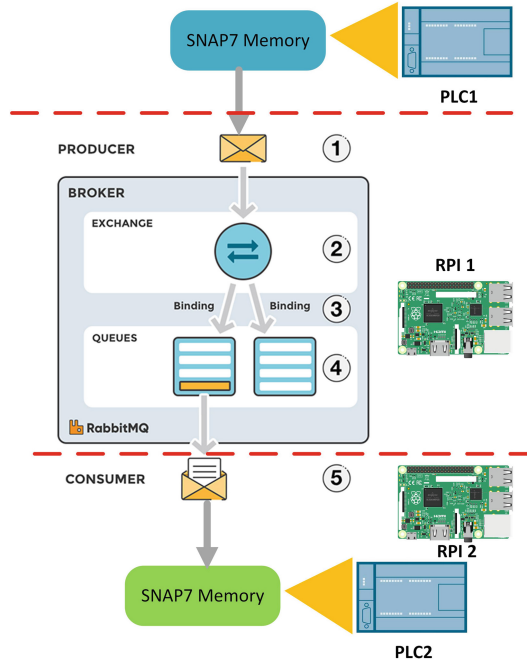 SNAP7 Memory
PLC1
PRODUCER
1
BROKER
EXCHANGE
2
RPI 1
Binding
Binding
3
QUEUES
4
RabbitMQ
CONSUMER
5
RPI 2
SNAP7 Memory
PLC2